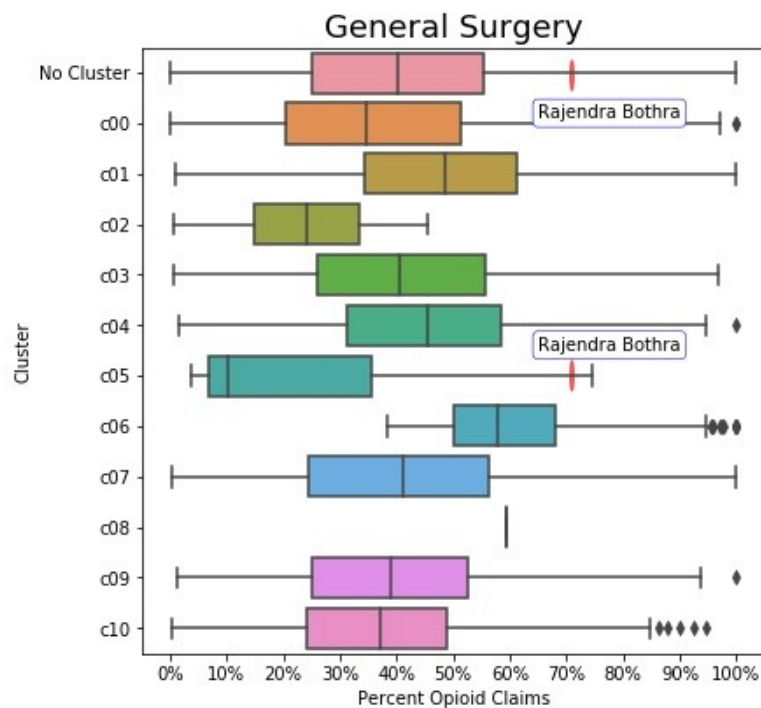 General Surgery
No Cluster
Rajendra Bothra
c00
c01
c02
c03
c04
Rajendra Bothra
c05
c06
c07
c08
c09
c10
Cluster
0% 10% 20% 30% 40% 50% 60% 70% 80% 90% 100%
Percent Opioid Claims